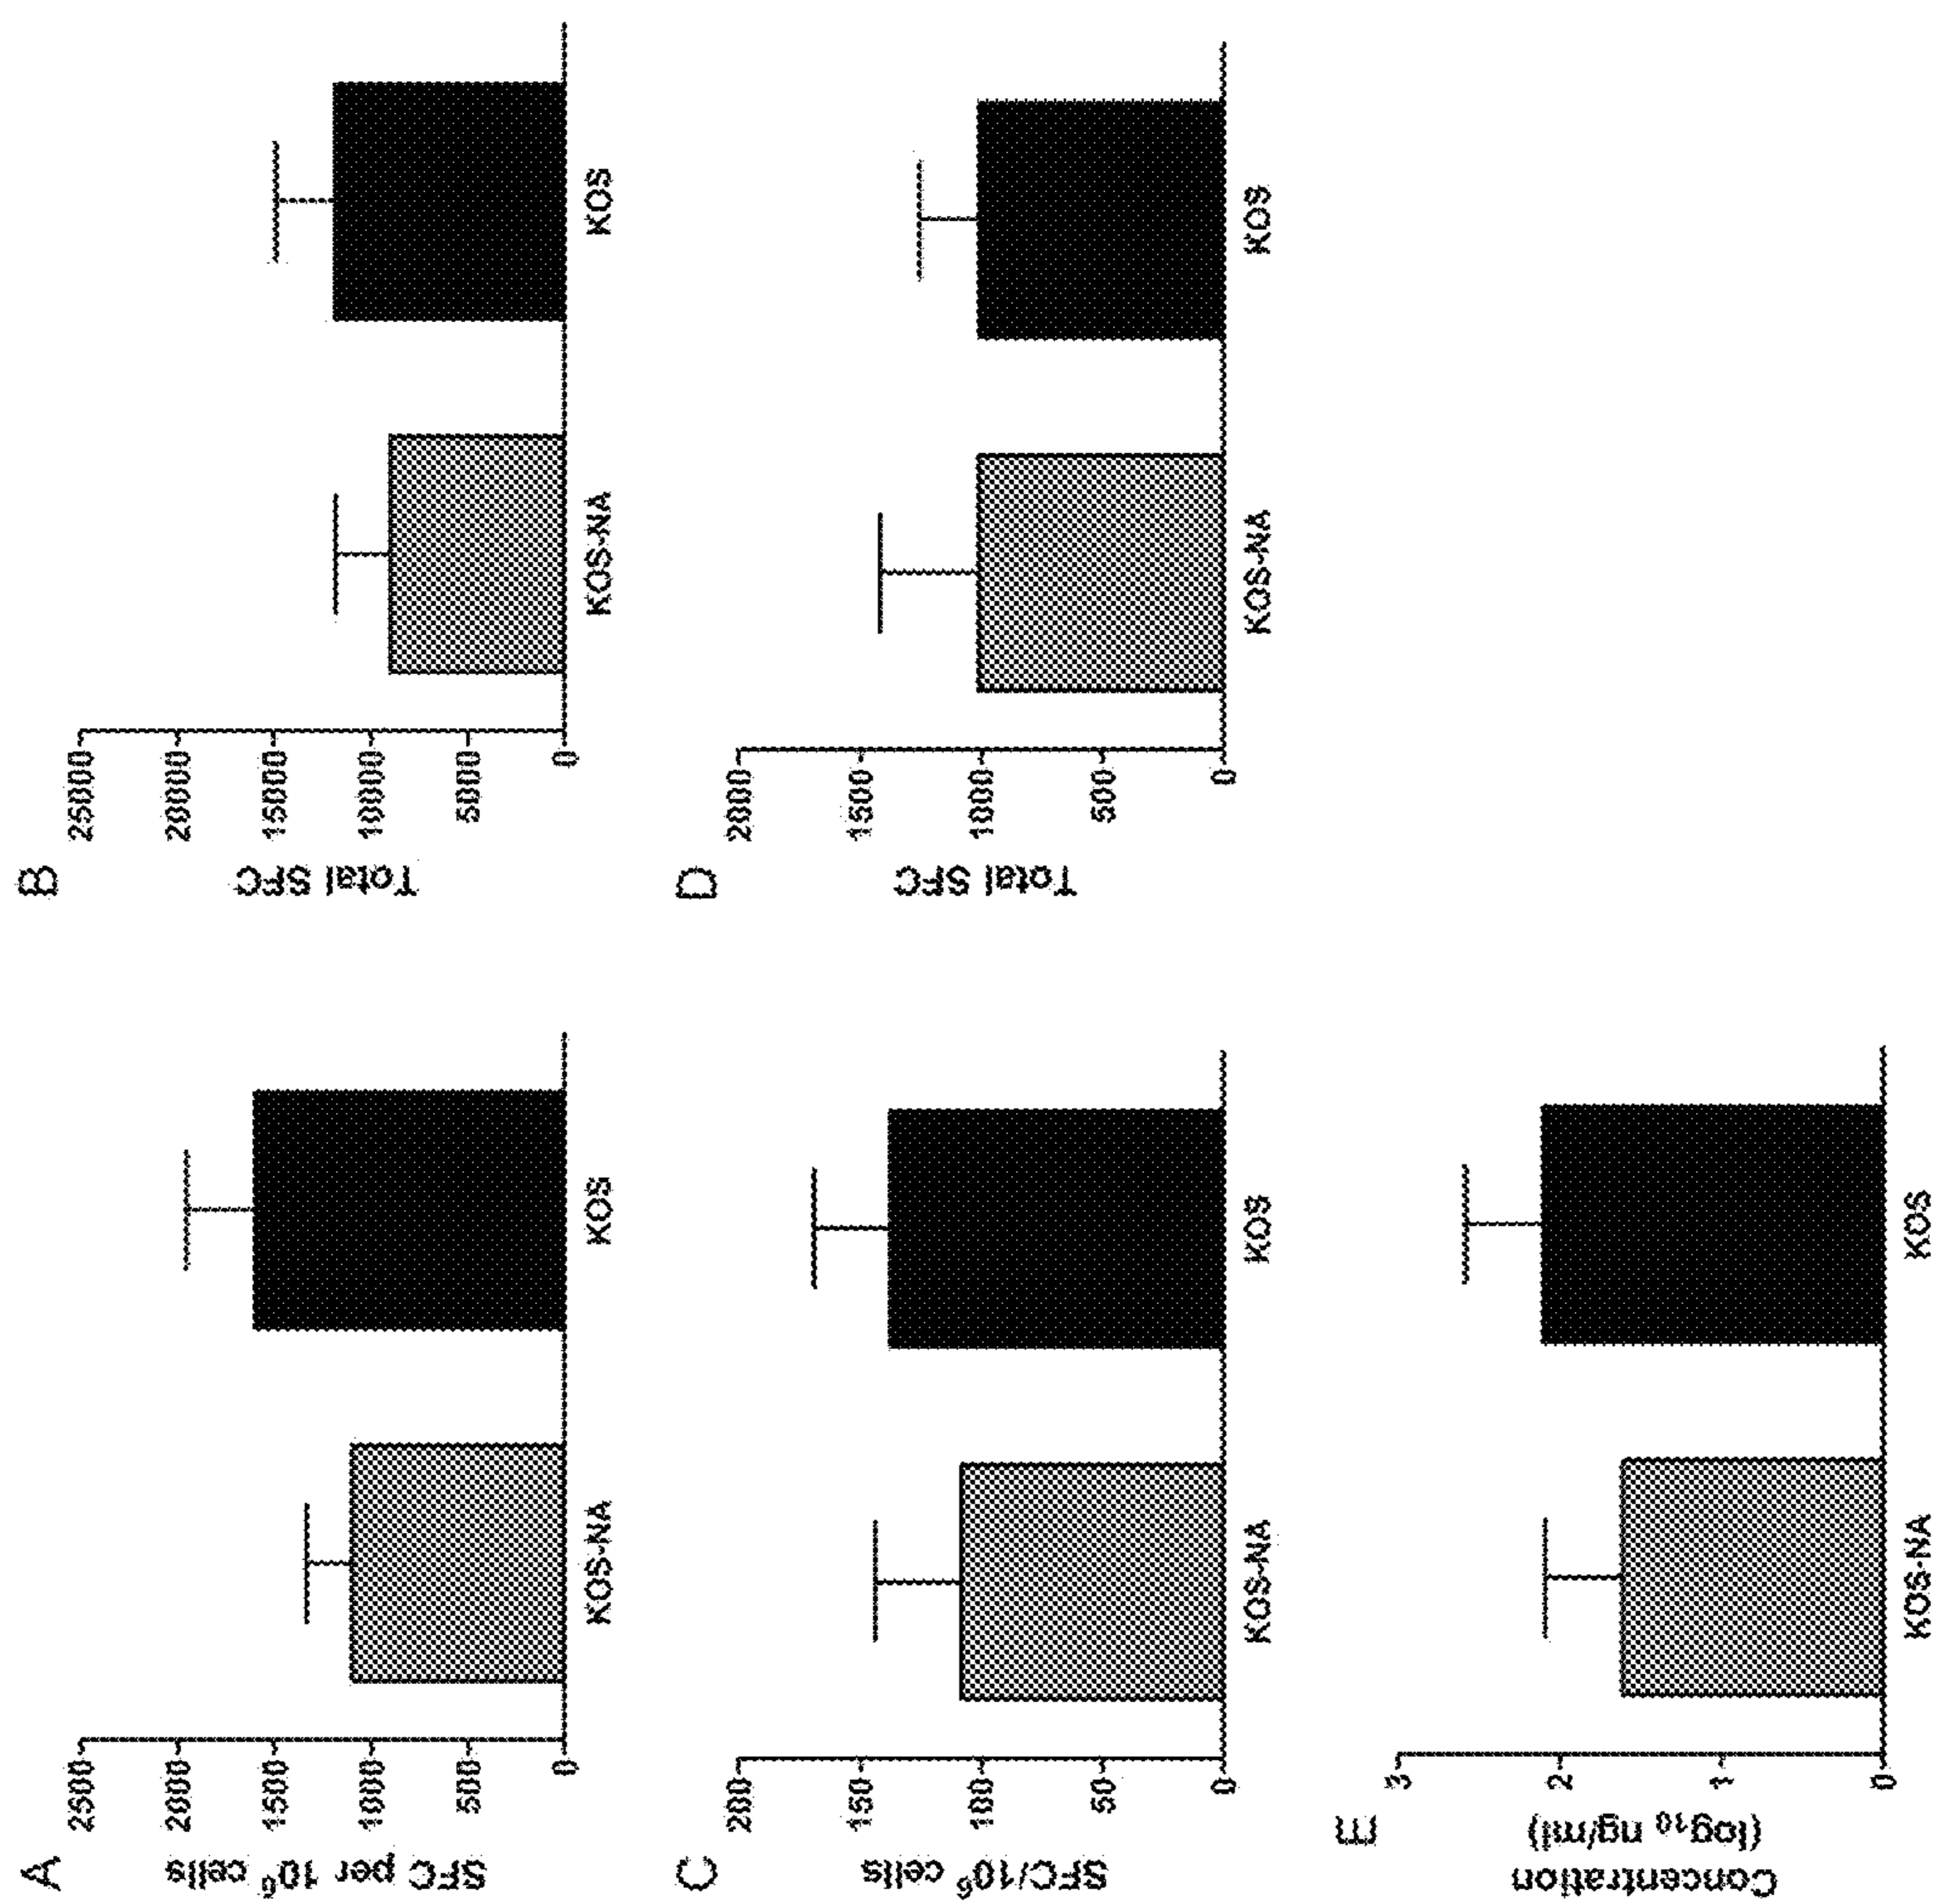 A
SFC per 10⁶ cells
2500
2000
1500
1000
500
0
KOS-NA
KOS
B
Total SFC
25000
20000
15000
10000
5000
0
KOS-NA
KOS
C
SFC/10⁶ cells
200
150
100
50
0
KOS-NA
KOS
D
Total SFC
2000
1500
1000
500
0
KOS-NA
KOS
E
Concentration
(log₁₀ ng/ml)
3
2
1
0
KOS-NA
KOS